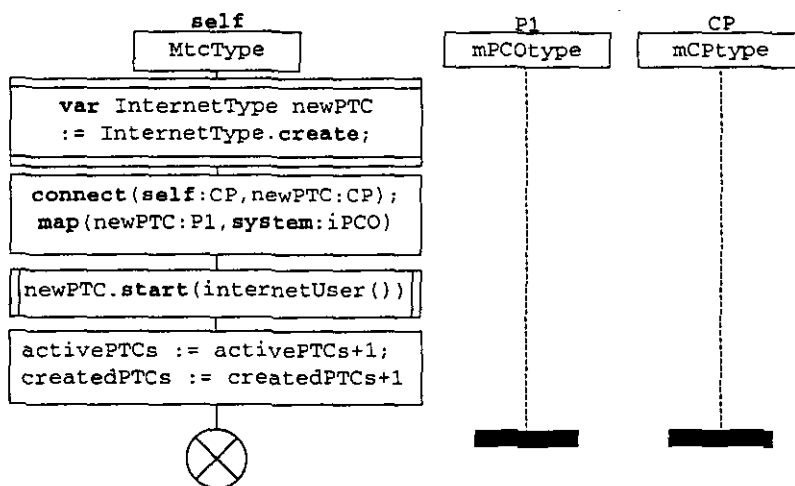 self P1 CP
MtcType mPCOtype mCPtype
var InternetType newPTC
:= InternetType.create;
connect(self:CP,newPTC:CP);
map(newPTC:P1,system:iPCO)
newPTC.start(internetUser())
activePTCs := activePTCs+1;
createdPTCs := createdPTCs+1